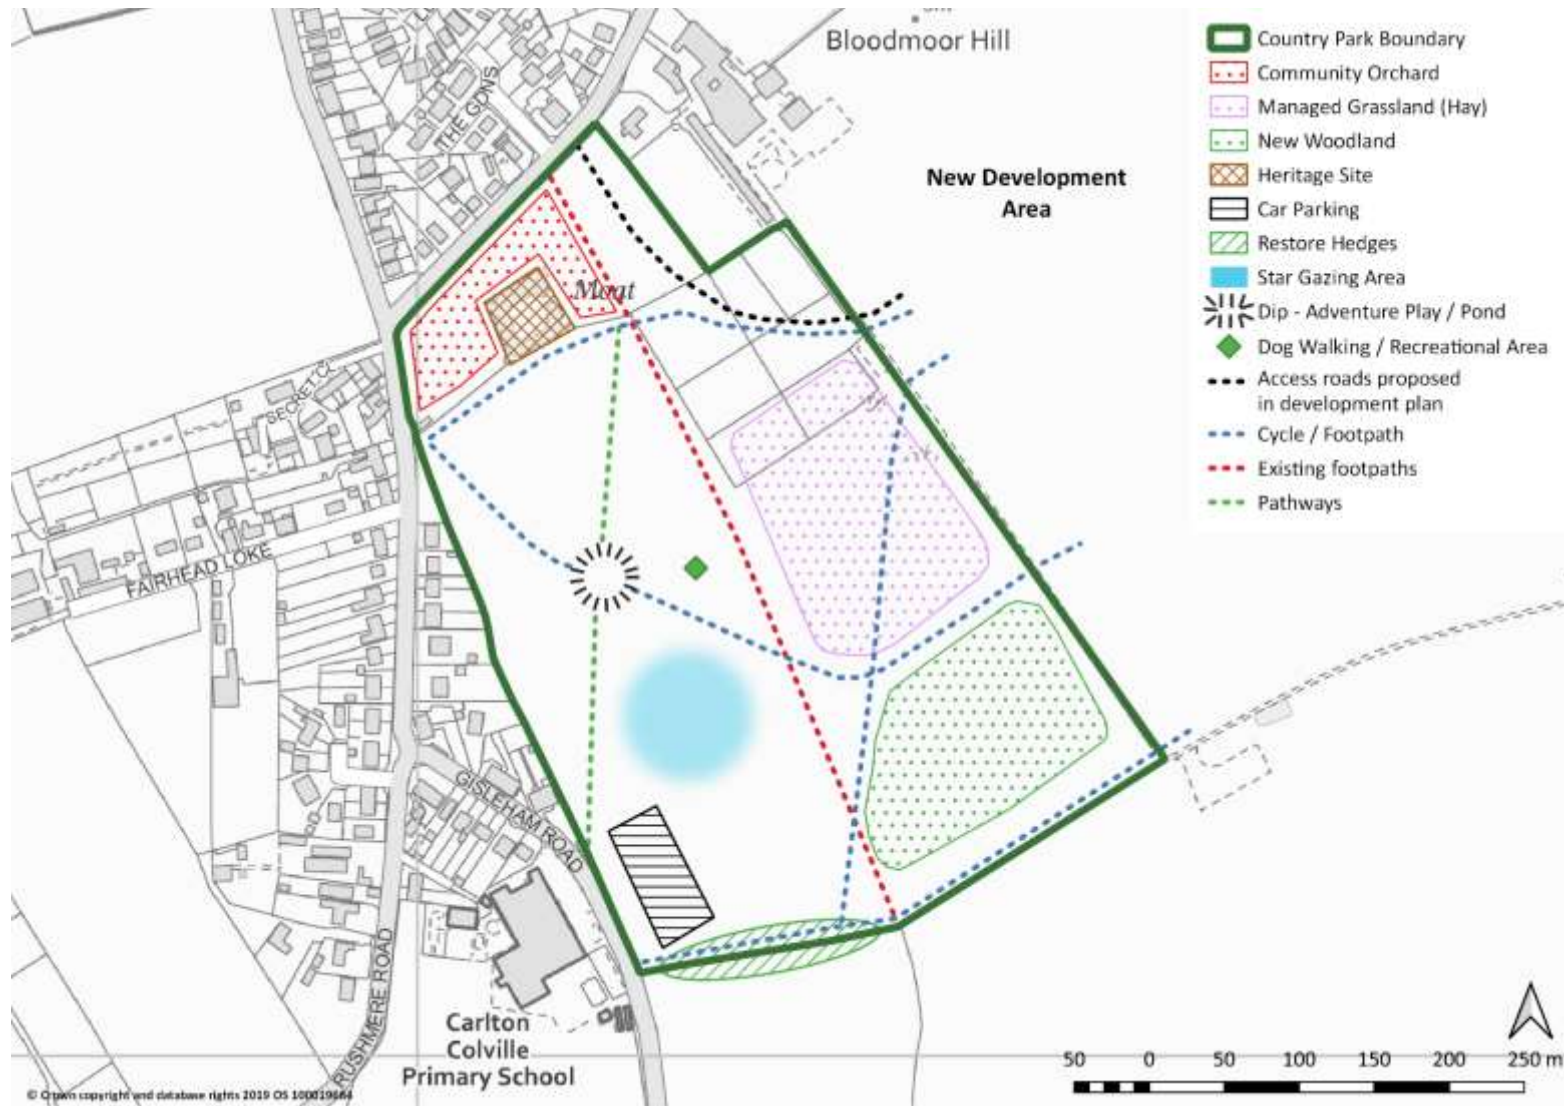 Bloodmoor Hill
THE GDNS
New Development
Area
Moat
SECRET CL
FAIRHEAD LOKE
GISLEHAM ROAD
RUSHMERE ROAD
Carlton
Colville
Primary School
© Crown copyright and database rights 2019 OS 100019684
Country Park Boundary
Community Orchard
Managed Grassland (Hay)
New Woodland
Heritage Site
Car Parking
Restore Hedges
Star Gazing Area
Dip - Adventure Play / Pond
Dog Walking / Recreational Area
Access roads proposed
in development plan
Cycle / Footpath
Existing footpaths
Pathways
50 0 50 100 150 200 250 m